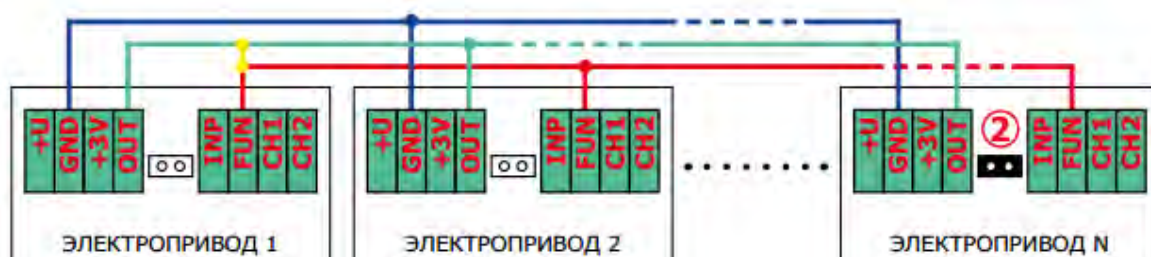 +U GND +3V OUT INP FUN CH1 CH2
+U GND +3V OUT INP FUN CH1 CH2
+U GND +3V OUT ② INP FUN CH1 CH2
ЭЛЕКТРОПРИВОД 1
ЭЛЕКТРОПРИВОД 2
ЭЛЕКТРОПРИВОД N